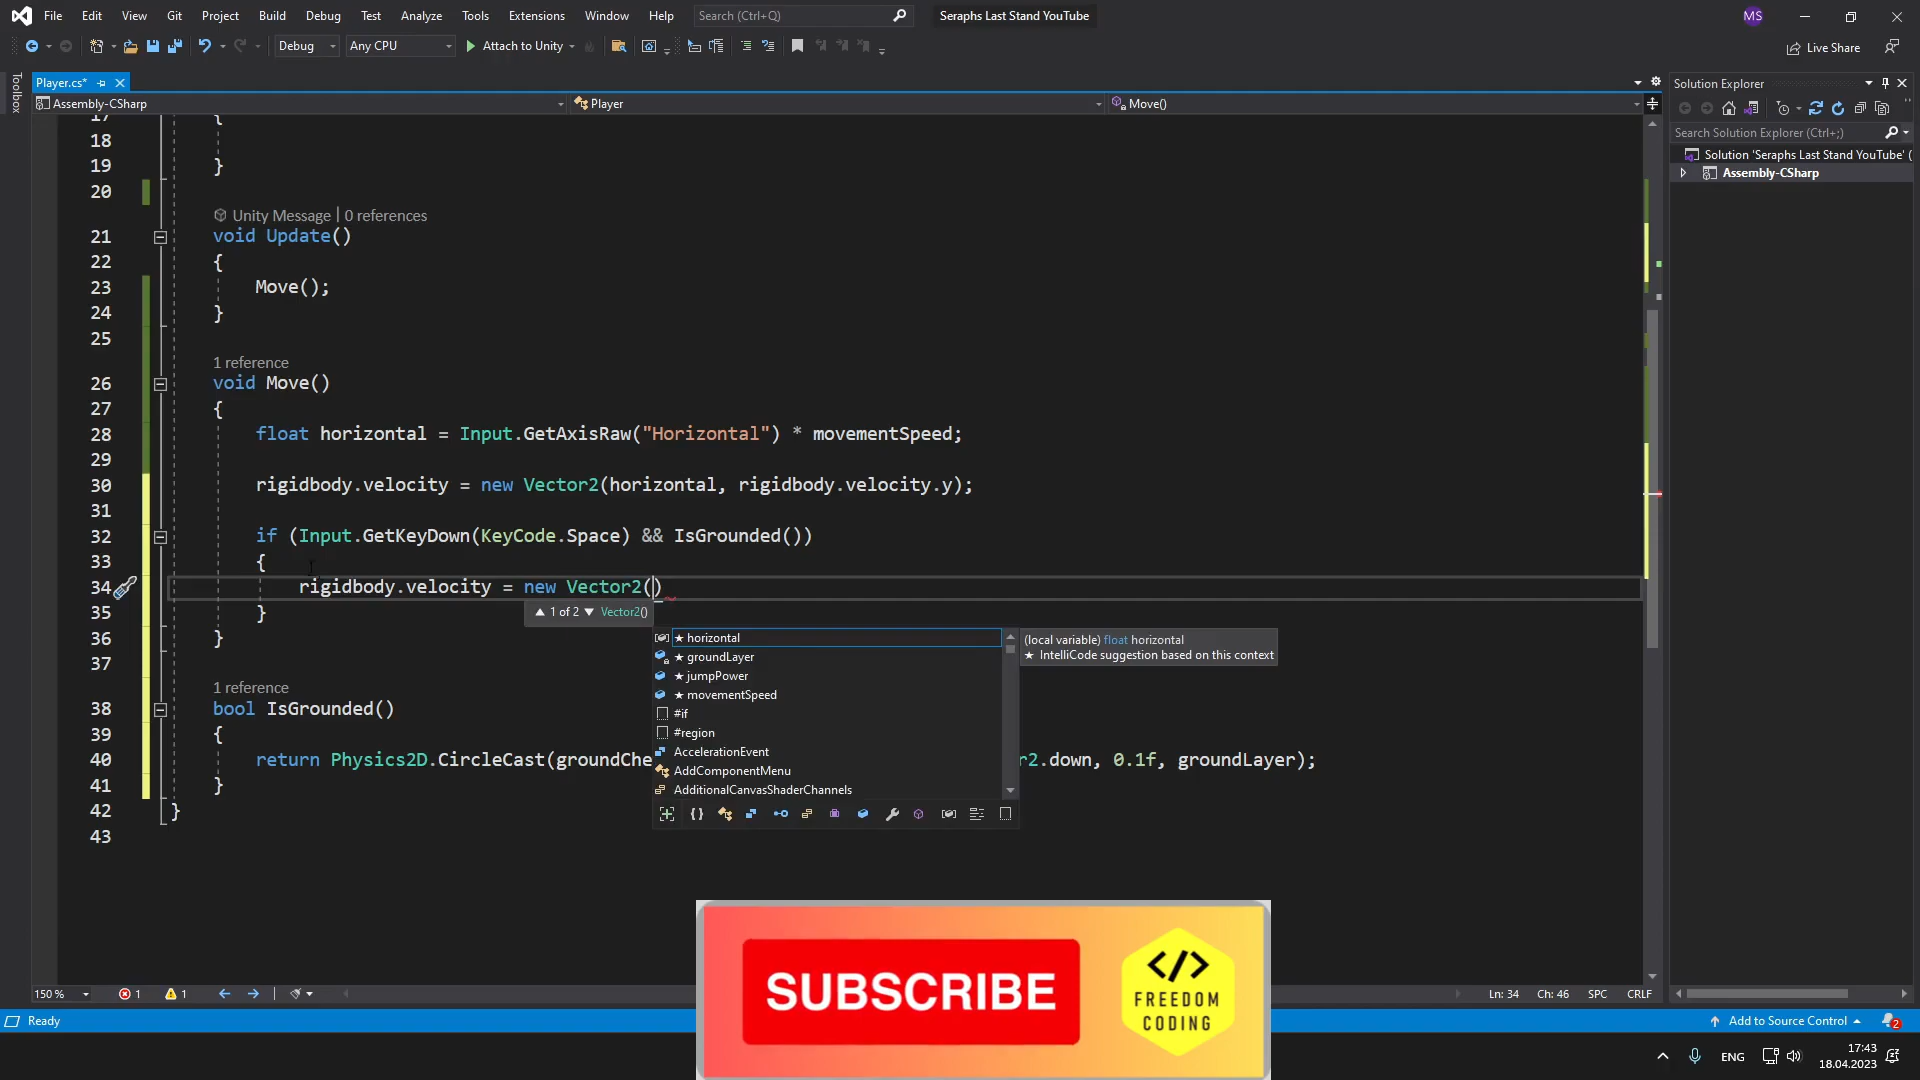 File Edit View Git Project Build Debug Test Analyze Tools Extensions Window Help Search (Ctrl+Q) Seraphs Last Stand YouTube MS
Debug Any CPU Attach to Unity Live Share
Toolbox
Player.cs*
Solution Explorer
Assembly-CSharp Player Move()
Search Solution Explorer (Ctrl+;)
Solution 'Seraphs Last Stand YouTube' (
Assembly-CSharp
17 {
18
19 }
20
Unity Message | 0 references
21 void Update()
22 {
23 Move();
24 }
25
1 reference
26 void Move()
27 {
28 float horizontal = Input.GetAxisRaw("Horizontal") * movementSpeed;
29
30 rigidbody.velocity = new Vector2(horizontal, rigidbody.velocity.y);
31
32 if (Input.GetKeyDown(KeyCode.Space) && IsGrounded())
33 {
34 rigidbody.velocity = new Vector2()
35 }
1 of 2 Vector2()
36 }
★ horizontal
(local variable) float horizontal
★ IntelliCode suggestion based on this context
★ groundLayer
★ jumpPower
★ movementSpeed
#if
#region
AccelerationEvent
AddComponentMenu
AdditionalCanvasShaderChannels
37
1 reference
38 bool IsGrounded()
39 {
40 return Physics2D.CircleCast(groundChe r2.down, 0.1f, groundLayer);
41 }
42 }
43
SUBSCRIBE
</>
FREEDOM
CODING
150 % 1 1 Ln: 34 Ch: 46 SPC CRLF
Ready Add to Source Control 2
ENG 17:43
18.04.2023